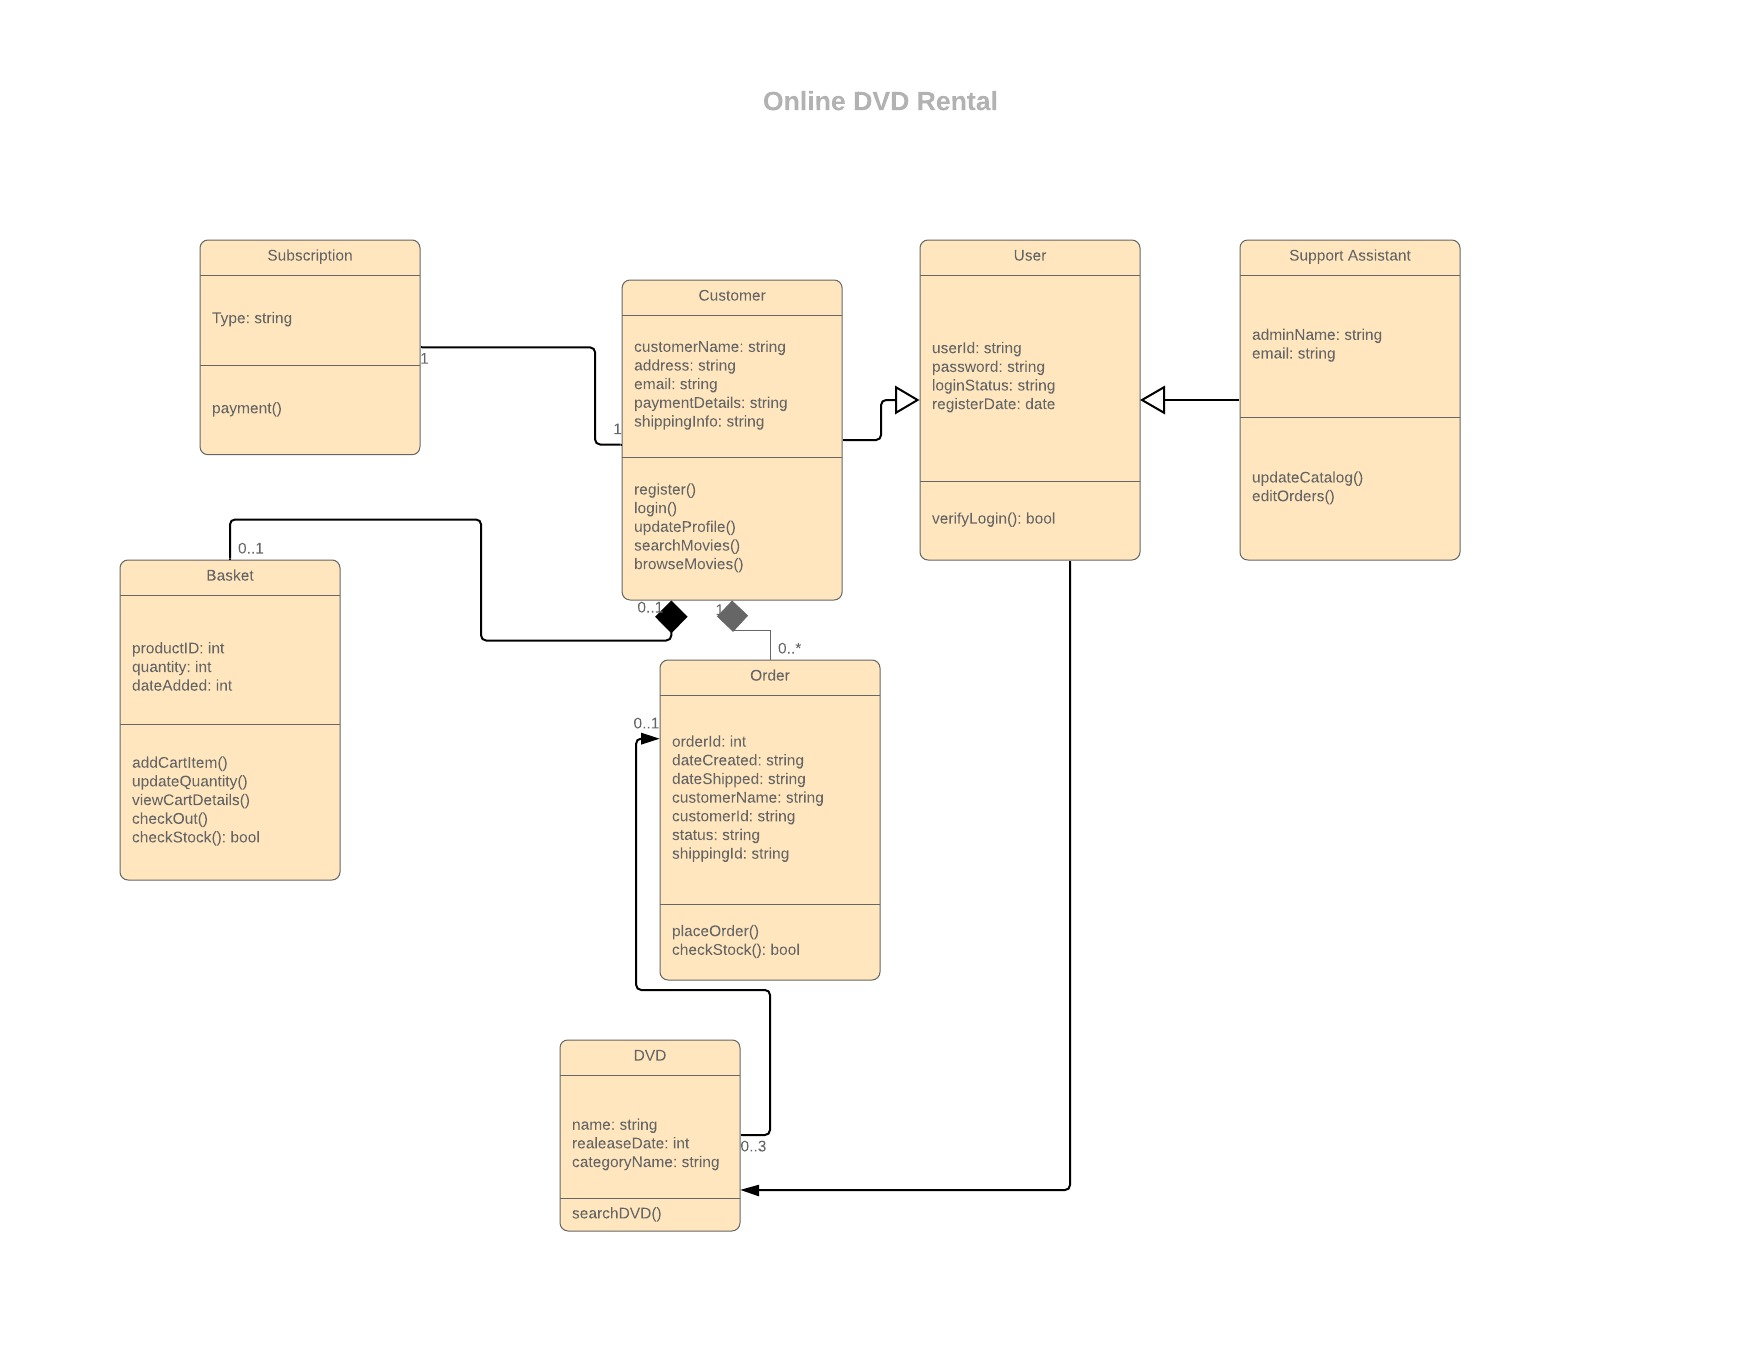 Online DVD Rental
Subscription
Type: string
payment()
1
Customer
customerName: string
address: string
email: string
paymentDetails: string
shippingInfo: string
register()
login()
updateProfile()
searchMovies()
browseMovies()
1
0..1
1
User
userId: string
password: string
loginStatus: string
registerDate: date
verifyLogin(): bool
Support Assistant
adminName: string
email: string
updateCatalog()
editOrders()
0..1
Basket
productID: int
quantity: int
dateAdded: int
addCartItem()
updateQuantity()
viewCartDetails()
checkOut()
checkStock(): bool
0..*
Order
0..1
orderId: int
dateCreated: string
dateShipped: string
customerName: string
customerId: string
status: string
shippingId: string
placeOrder()
checkStock(): bool
DVD
name: string
realeaseDate: int
categoryName: string
searchDVD()
0..3